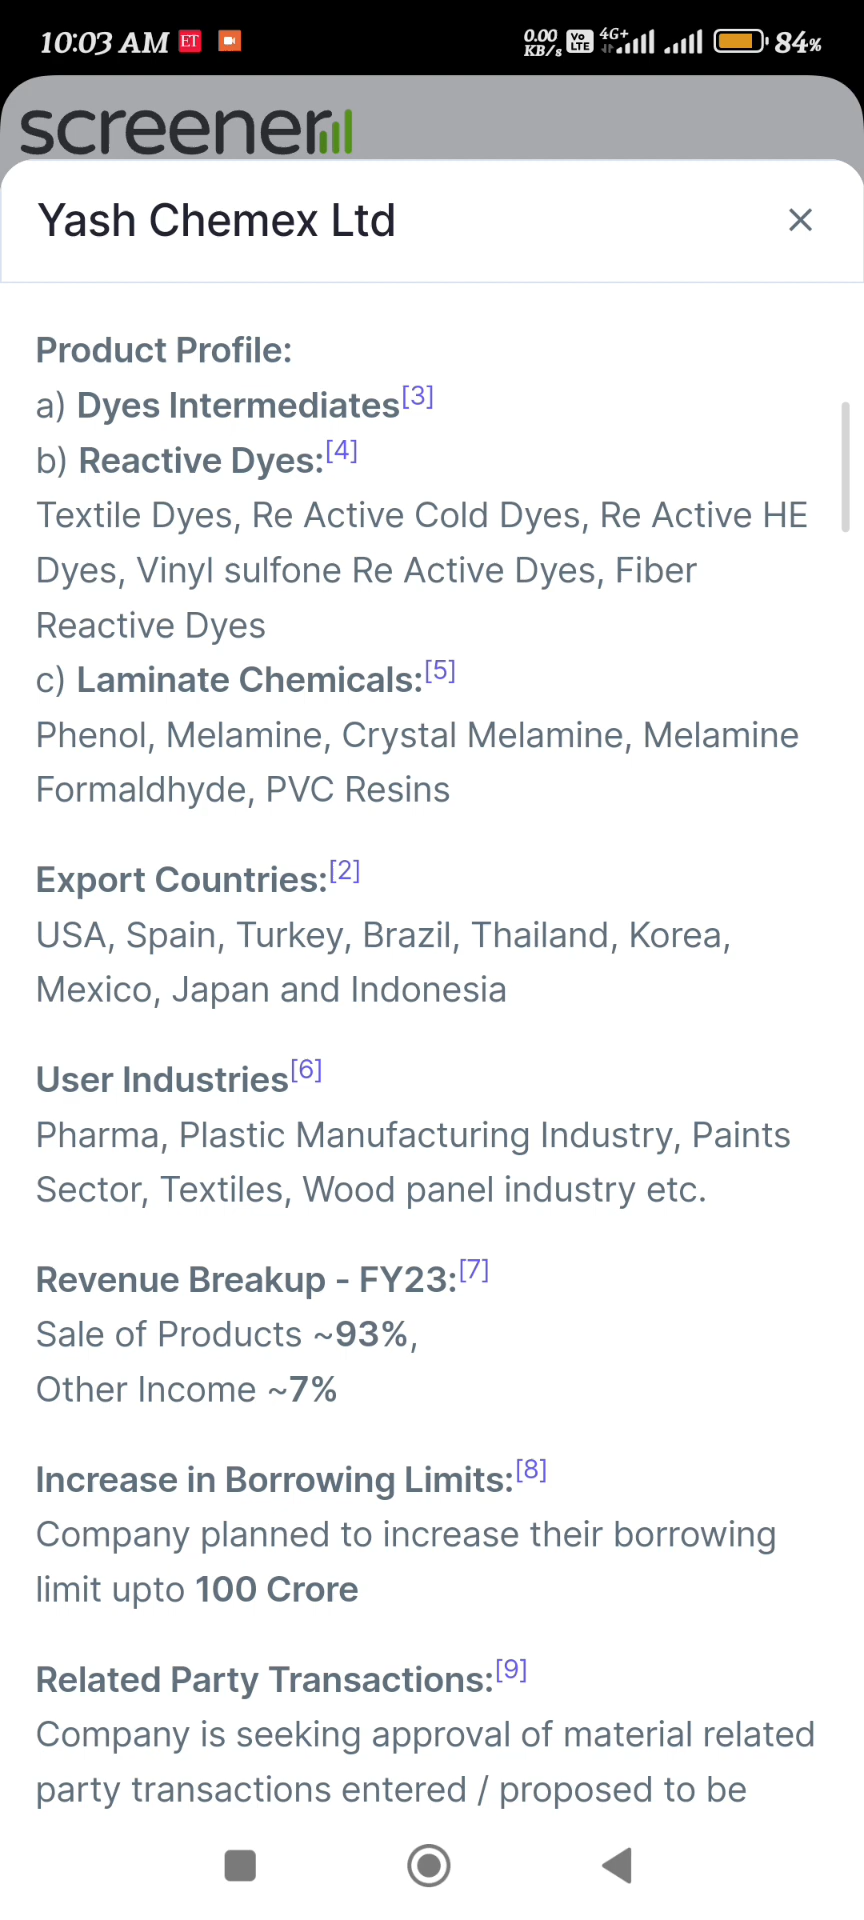 10:03 AM ET 0.00 KB/s Vo LTE 4G+ 84%
screener
Yash Chemex Ltd
Product Profile:
a) Dyes Intermediates[3]
b) Reactive Dyes:[4]
Textile Dyes, Re Active Cold Dyes, Re Active HE
Dyes, Vinyl sulfone Re Active Dyes, Fiber
Reactive Dyes
c) Laminate Chemicals:[5]
Phenol, Melamine, Crystal Melamine, Melamine
Formaldhyde, PVC Resins
Export Countries:[2]
USA, Spain, Turkey, Brazil, Thailand, Korea,
Mexico, Japan and Indonesia
User Industries[6]
Pharma, Plastic Manufacturing Industry, Paints
Sector, Textiles, Wood panel industry etc.
Revenue Breakup - FY23:[7]
Sale of Products ~93%,
Other Income ~7%
Increase in Borrowing Limits:[8]
Company planned to increase their borrowing
limit upto 100 Crore
Related Party Transactions:[9]
Company is seeking approval of material related
party transactions entered / proposed to be